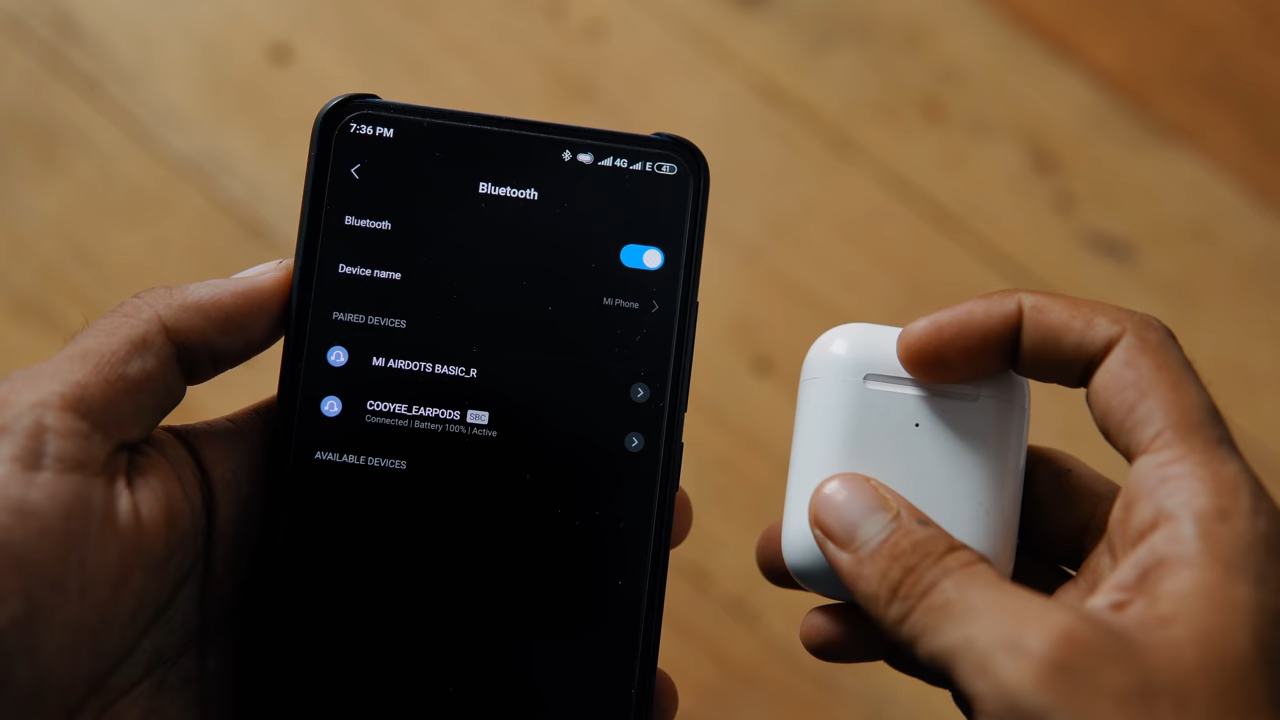 7:36 PM
4G E 41
Bluetooth
Bluetooth
Device name
Mi Phone
PAIRED DEVICES
MI AIRDOTS BASIC_R
COOYEE_EARPODS SBC
Connected | Battery 100% | Active
AVAILABLE DEVICES